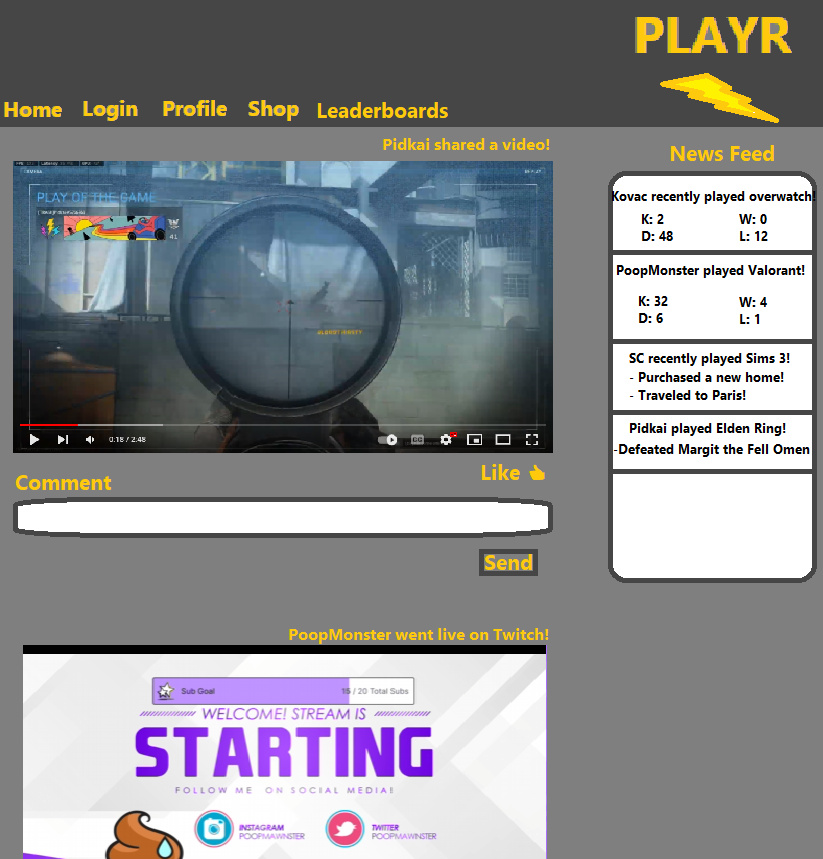 PLAYR
Home Login Profile Shop Leaderboards
Pidkai shared a video!
PLAY OF THE GAME
41
0:18 / 2:48
CC
Like
Comment
Send
News Feed
Kovac recently played overwatch!
K: 2 W: 0
D: 48 L: 12
PoopMonster played Valorant!
K: 32 W: 4
D: 6 L: 1
SC recently played Sims 3!
- Purchased a new home!
- Traveled to Paris!
Pidkai played Elden Ring!
-Defeated Margit the Fell Omen
PoopMonster went live on Twitch!
Sub Goal 15 / 20 Total Subs
WELCOME! STREAM IS
STARTING
FOLLOW ME ON SOCIAL MEDIA!!
INSTAGRAM
POOPMAWNSTER
TWITTER
POOPMAWNSTER